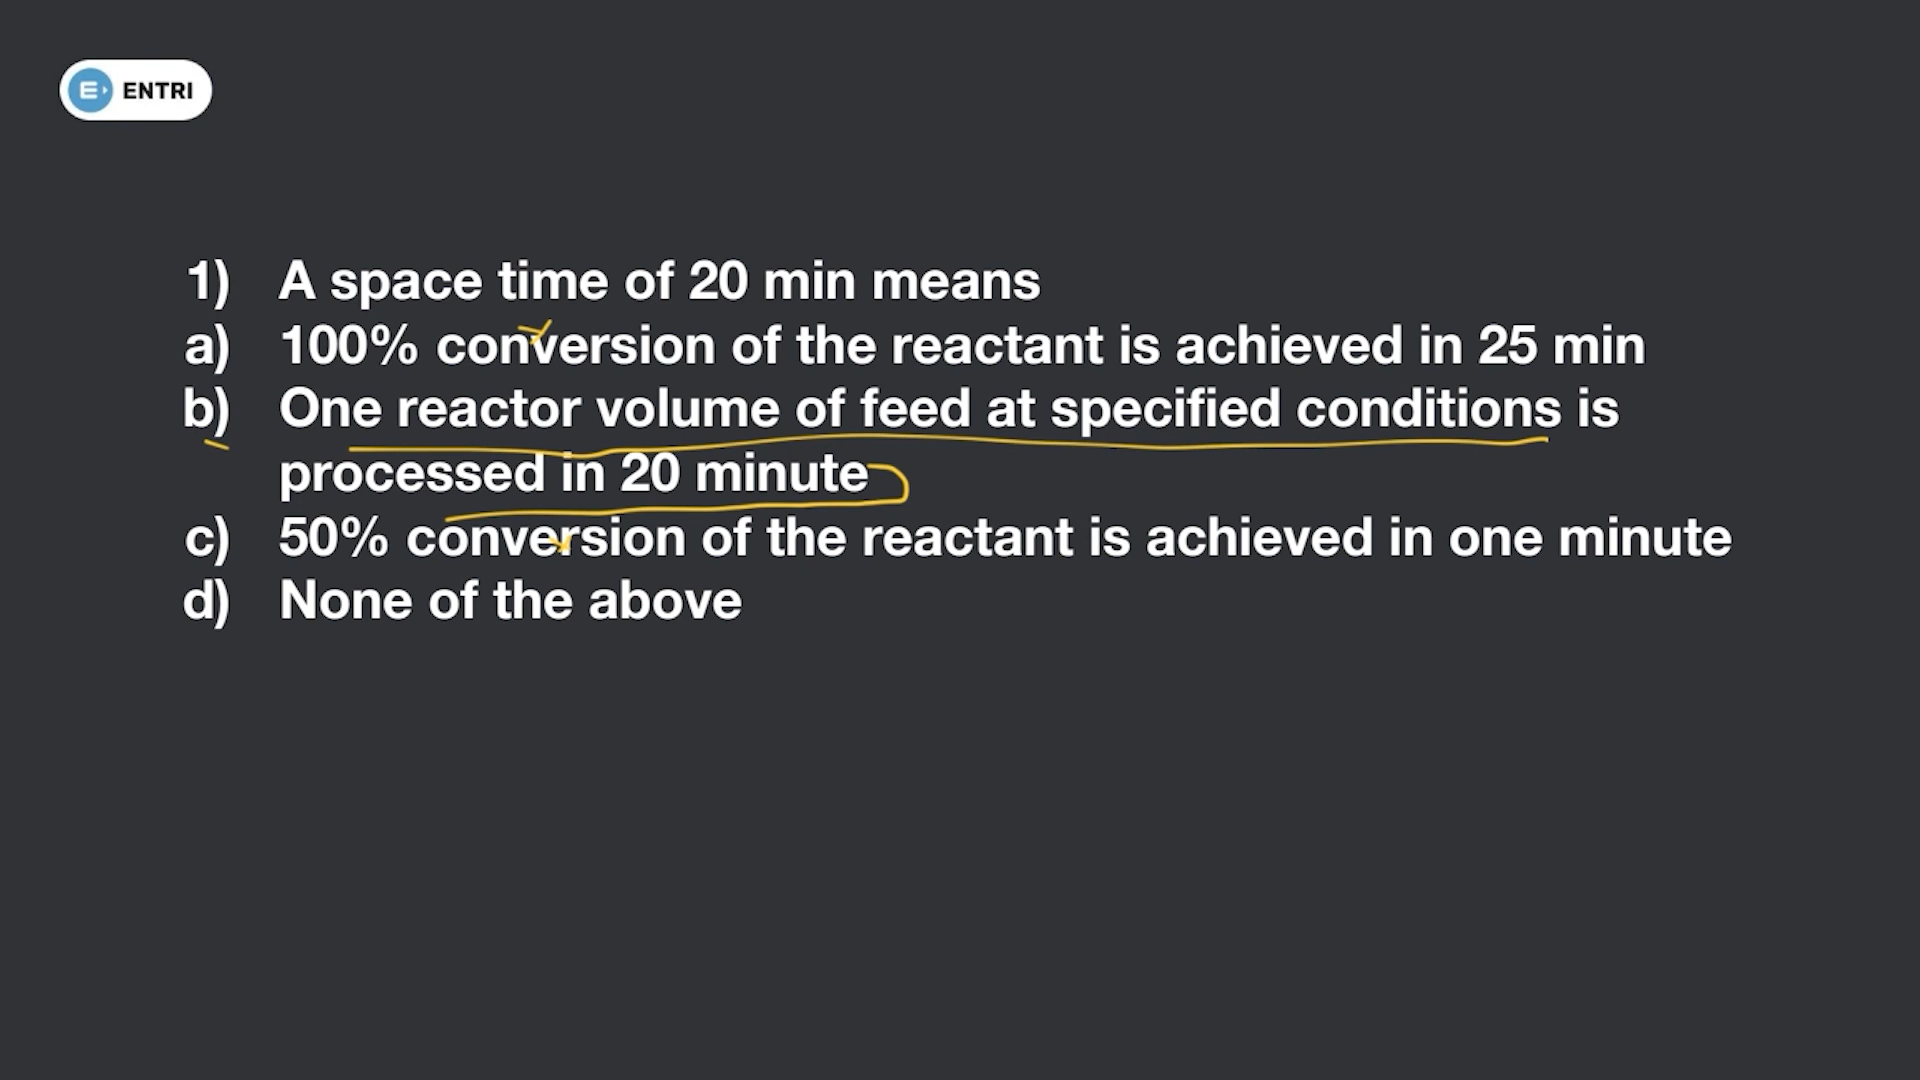 ENTRI
1) A space time of 20 min means
a) 100% conversion of the reactant is achieved in 25 min
b) One reactor volume of feed at specified conditions is
processed in 20 minute
c) 50% conversion of the reactant is achieved in one minute
d) None of the above